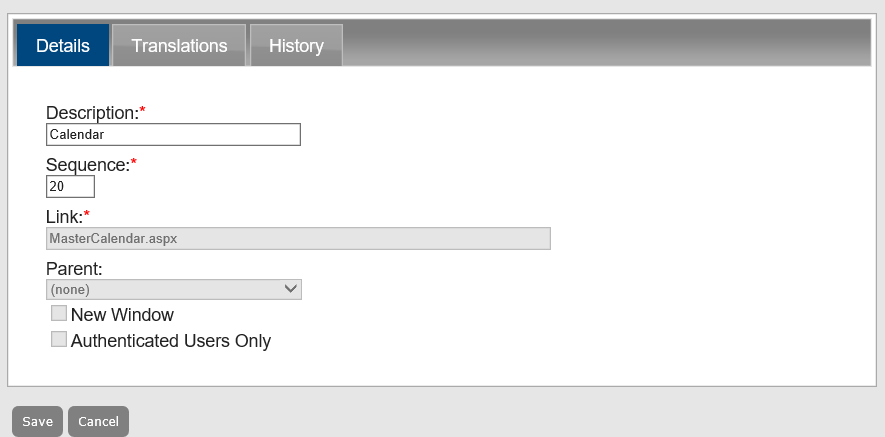 Details Translations History
Description:*
Calendar
Sequence:*
20
Link:*
MasterCalendar.aspx
Parent:
(none)
New Window
Authenticated Users Only
Save Cancel